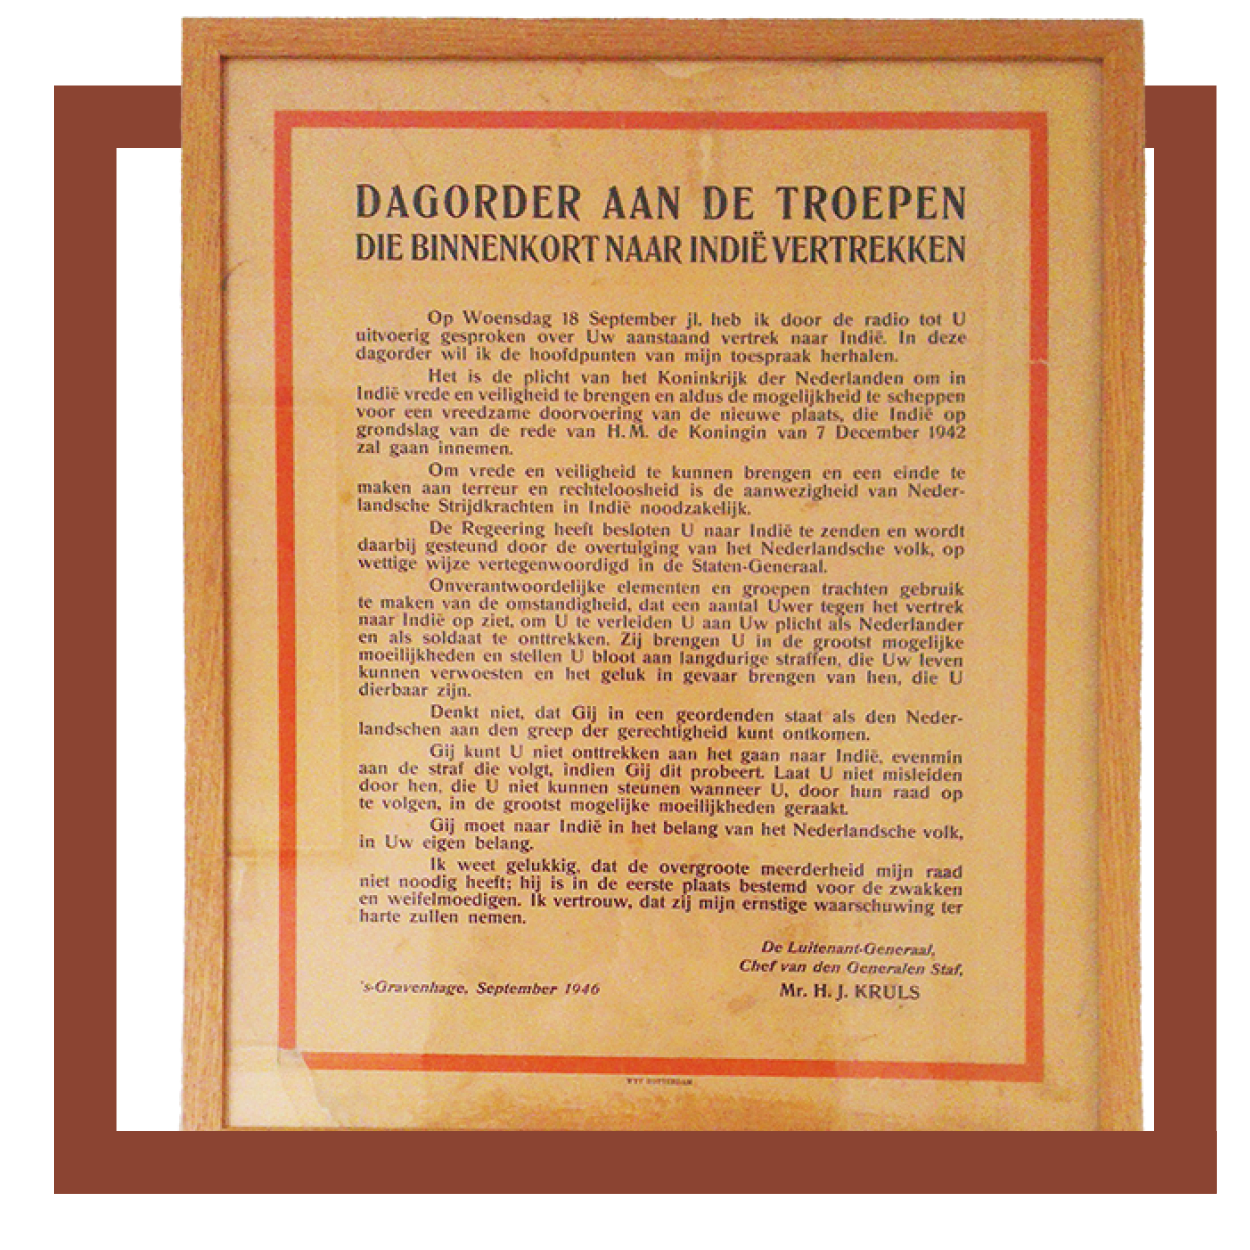 DAGORDER AAN DE TROEPEN
DIE BINNENKORT NAAR INDIË VERTREKKEN
Op Woensdag 18 September jl. heb ik door de radio tot U
uitvoerig gesproken over Uw aanstaand vertrek naar Indië. In deze
dagorder wil ik de hoofdpunten van mijn toespraak herhalen.
Het is de plicht van het Koninkrijk der Nederlanden om in
Indië vrede en veiligheid te brengen en aldus de mogelijkheid te scheppen
voor een vreedzame doorvoering van de nieuwe plaats, die Indië op
grondslag van de rede van H.M. de Koningin van 7 December 1942
zal gaan innemen.
Om vrede en veiligheid te kunnen brengen en een einde te
maken aan terreur en rechteloosheid is de aanwezigheid van Neder-
landsche Strijdkrachten in Indië noodzakelijk.
De Regeering heeft besloten U naar Indië te zenden en wordt
daarbij gesteund door de overtuiging van het Nederlandsche volk, op
wettige wijze vertegenwoordigd in de Staten-Generaal.
Onverantwoordelijke elementen en groepen trachten gebruik
te maken van de omstandigheid, dat een aantal Uwer tegen het vertrek
naar Indië op ziet, om U te verleiden U aan Uw plicht als Nederlander
en als soldaat te onttrekken. Zij brengen U in de grootst mogelijke
moeilijkheden en stellen U bloot aan langdurige straffen, die Uw leven
kunnen verwoesten en het geluk in gevaar brengen van hen, die U
dierbaar zijn.
Denkt niet, dat Gij in een geordenden staat als den Neder-
landschen aan den greep der gerechtigheid kunt ontkomen.
Gij kunt U niet onttrekken aan het gaan naar Indië, evenmin
aan de straf die volgt, indien Gij dit probeert. Laat U niet misleiden
door hen, die U niet kunnen steunen wanneer U, door hun raad op
te volgen, in de grootst mogelijke moeilijkheden geraakt.
Gij moet naar Indië in het belang van het Nederlandsche volk,
in Uw eigen belang.
Ik weet gelukkig, dat de overgroote meerderheid mijn raad
niet noodig heeft; hij is in de eerste plaats bestemd voor de zwakken
en weifelmoedigen. Ik vertrouw, dat zij mijn ernstige waarschuwing ter
harte zullen nemen.
De Luitenant-Generaal,
Chef van den Generalen Staf,
's-Gravenhage, September 1946
Mr. H. J. KRULS
ROTTERDAM